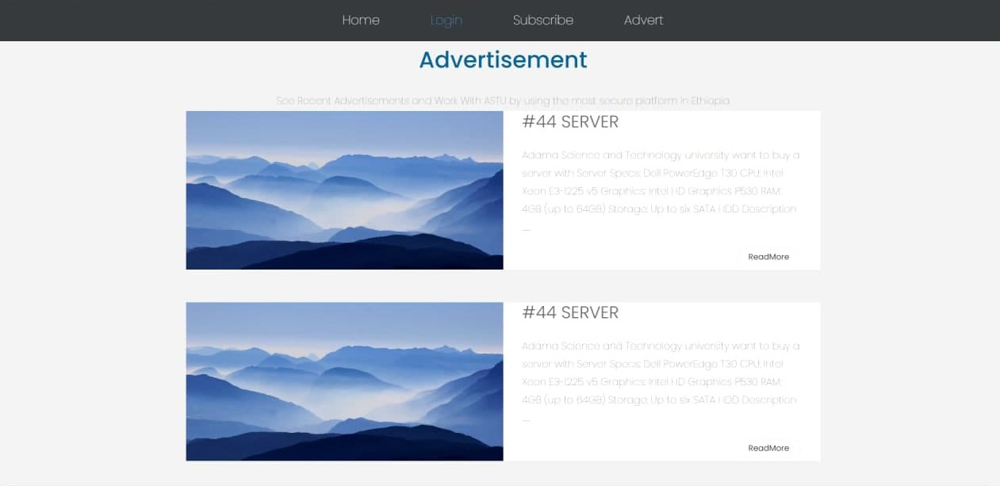 Home Login Subscribe Advert
Advertisement
See Recent Advertisements and Work With ASTU by using the most secure platform in Ethiopia
#44 SERVER
Adama Science and Technology university want to buy a
server with Server Specs: Dell PowerEdge T30 CPU: Intel
Xeon E3-1225 v5 Graphics: Intel HD Graphics P530 RAM:
4GB (up to 64GB) Storage: Up to six SATA HDD Description
...
ReadMore
#44 SERVER
Adama Science and Technology university want to buy a
server with Server Specs: Dell PowerEdge T30 CPU: Intel
Xeon E3-1225 v5 Graphics: Intel HD Graphics P530 RAM:
4GB (up to 64GB) Storage: Up to six SATA HDD Description
...
ReadMore